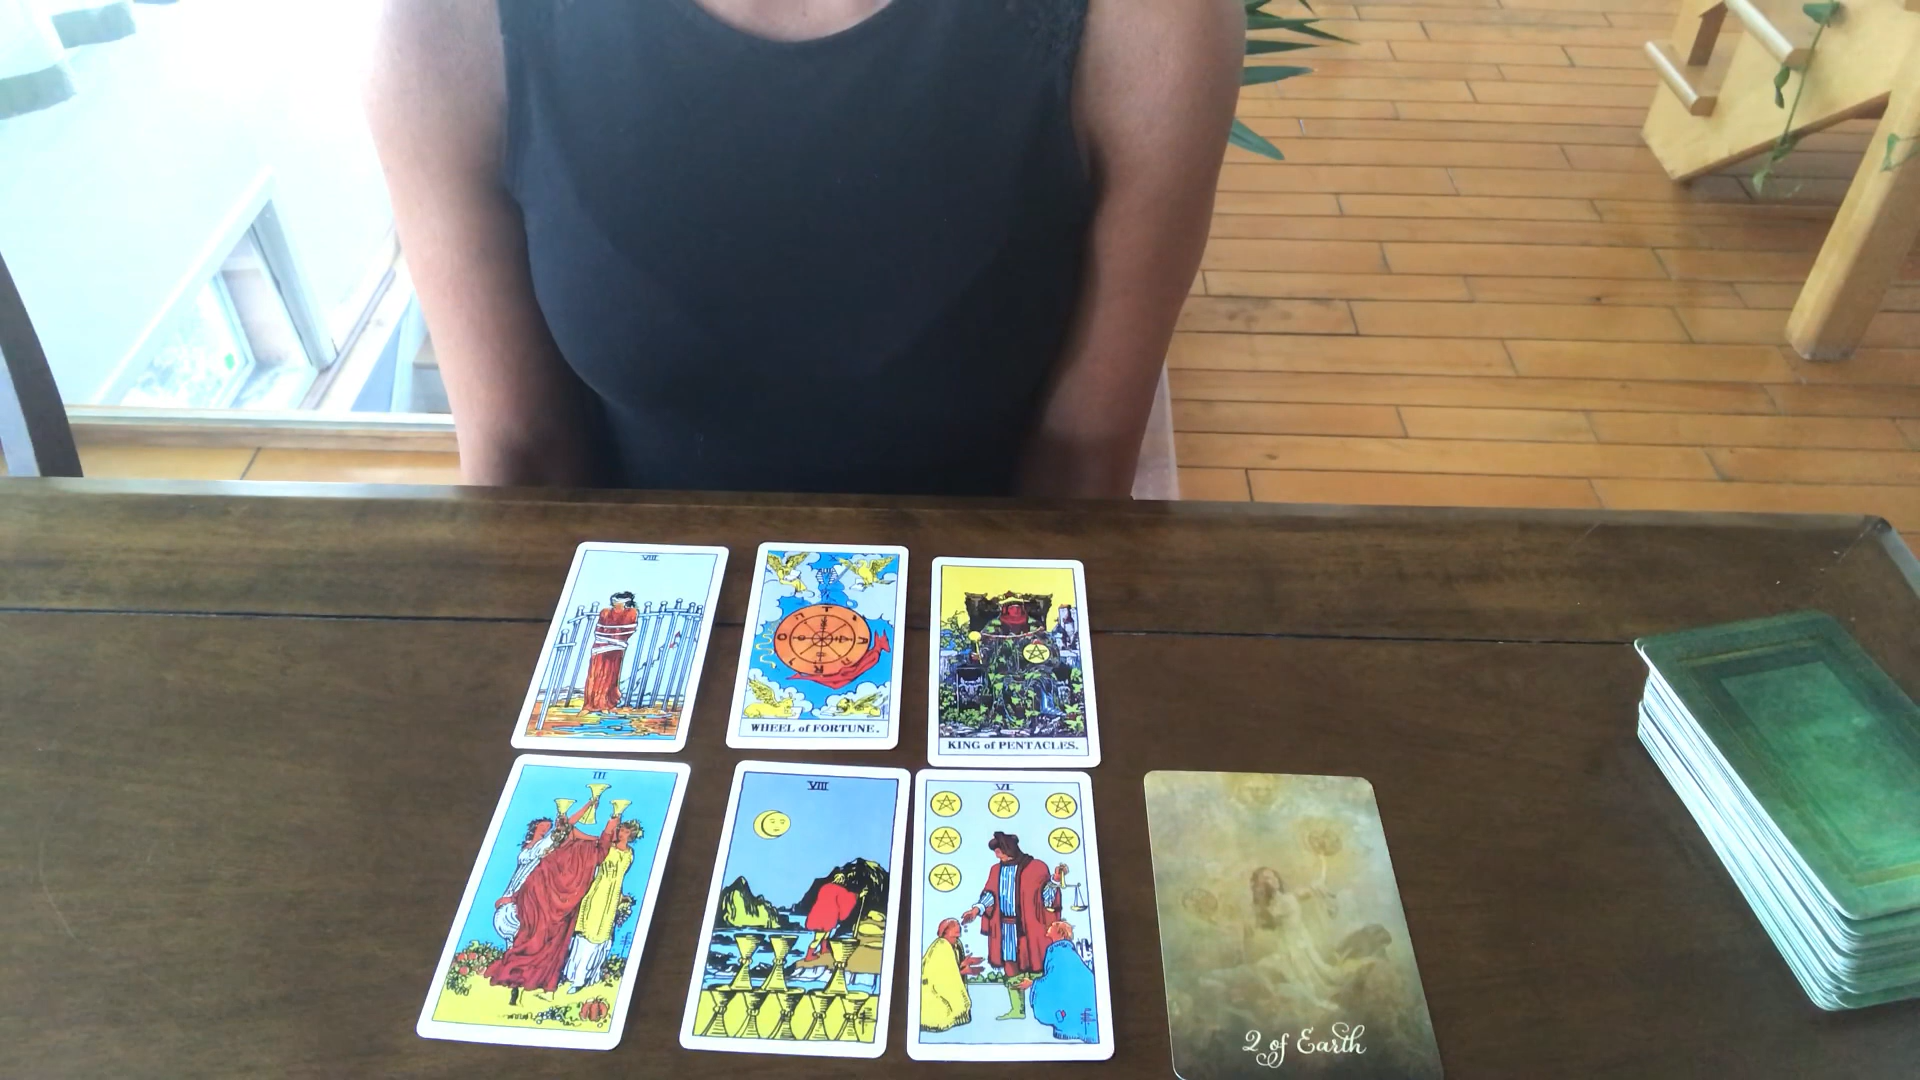 VIII
WHEEL of FORTUNE.
KING of PENTACLES.
III
VIII
VI
2 of Earth